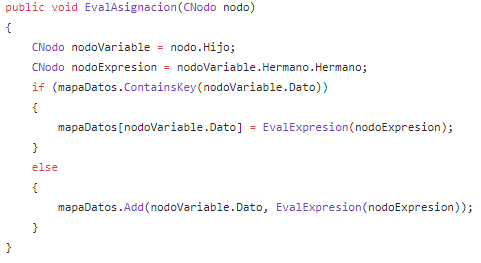 public void EvalAsignacion(CNodo nodo)
{
    CNodo nodoVariable = nodo.Hijo;
    CNodo nodoExpresion = nodoVariable.Hermano.Hermano;
    if (mapaDatos.ContainsKey(nodoVariable.Dato))
    {
        mapaDatos[nodoVariable.Dato] = EvalExpresion(nodoExpresion);
    }
    else
    {
        mapaDatos.Add(nodoVariable.Dato, EvalExpresion(nodoExpresion));
    }
}